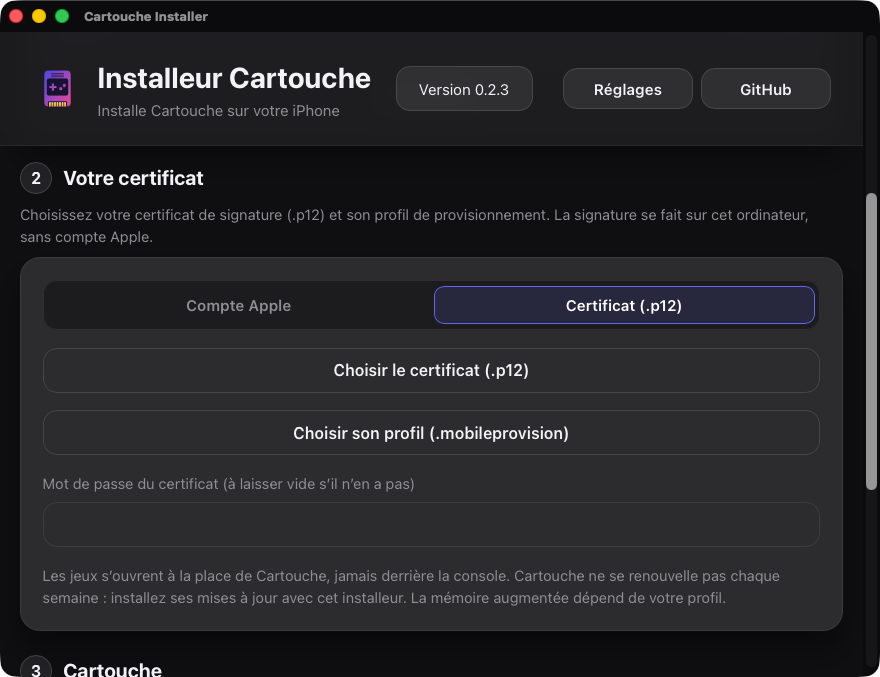 Cartouche Installer
Installeur Cartouche
Installe Cartouche sur votre iPhone
Version 0.2.3
Réglages
GitHub
2 Votre certificat
Choisissez votre certificat de signature (.p12) et son profil de provisionnement. La signature se fait sur cet ordinateur,
sans compte Apple.
Compte Apple
Certificat (.p12)
Choisir le certificat (.p12)
Choisir son profil (.mobileprovision)
Mot de passe du certificat (à laisser vide s’il n’en a pas)
Les jeux s’ouvrent à la place de Cartouche, jamais derrière la console. Cartouche ne se renouvelle pas chaque
semaine : installez ses mises à jour avec cet installeur. La mémoire augmentée dépend de votre profil.
3 Cartouche